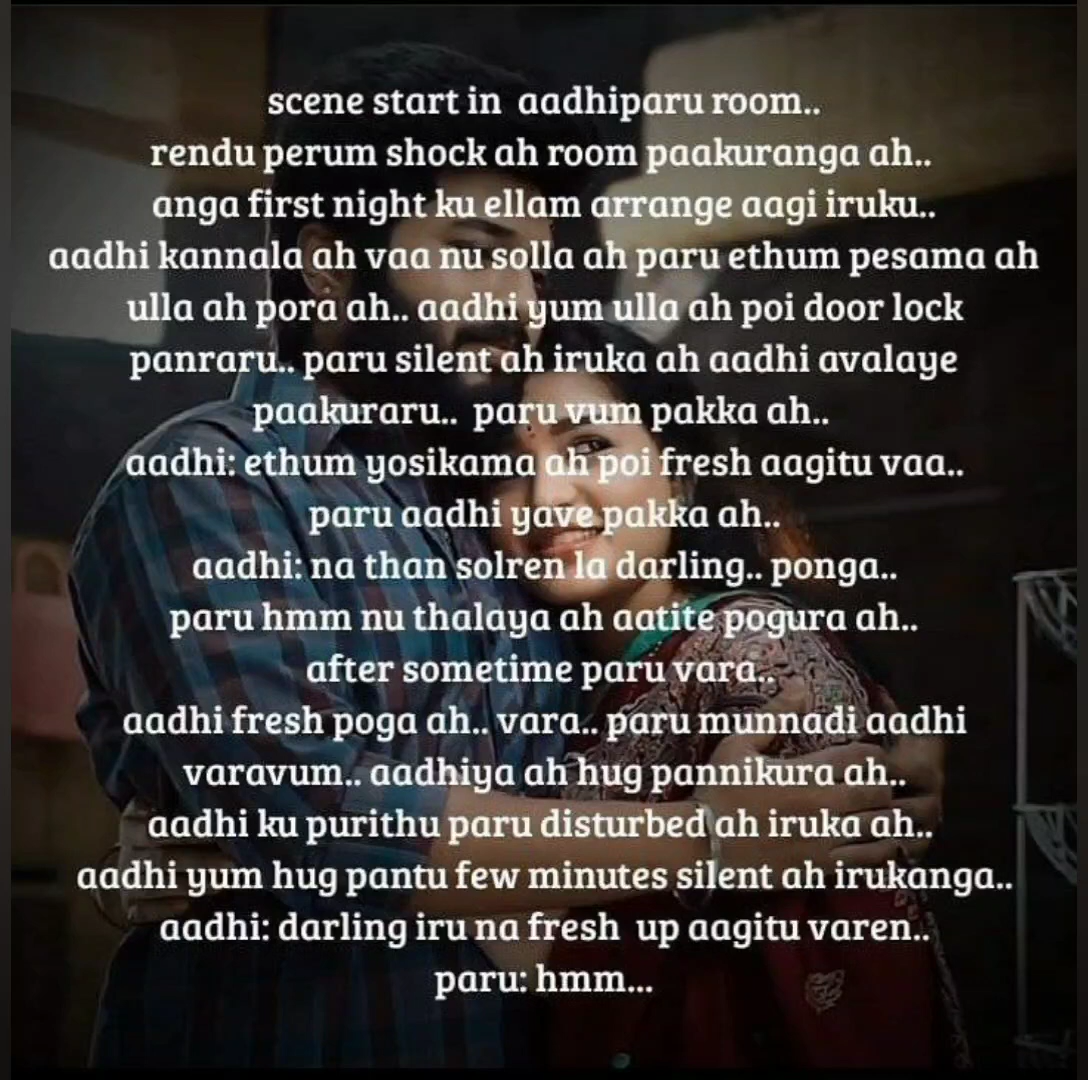 scene start in aadhiparu room..
rendu perum shock ah room paakuranga ah..
anga first night ku ellam arrange aagi iruku..
aadhi kannala ah vaa nu solla ah paru ethum pesama ah
ulla ah pora ah.. aadhi yum ulla ah poi door lock
panraru.. paru silent ah iruka ah aadhi avalaye
paakuraru.. paru vum pakka ah..
aadhi: ethum yosikama ah poi fresh aagitu vaa..
paru aadhi yave pakka ah..
aadhi: na than solren la darling.. ponga..
paru hmm nu thalaya ah aatite pogura ah..
after sometime paru vara..
aadhi fresh poga ah.. vara.. paru munnadi aadhi
varavum.. aadhiya ah hug pannikura ah..
aadhi ku purithu paru disturbed ah iruka ah..
aadhi yum hug pantu few minutes silent ah irukanga..
aadhi: darling iru na fresh up aagitu varen..
paru: hmm...